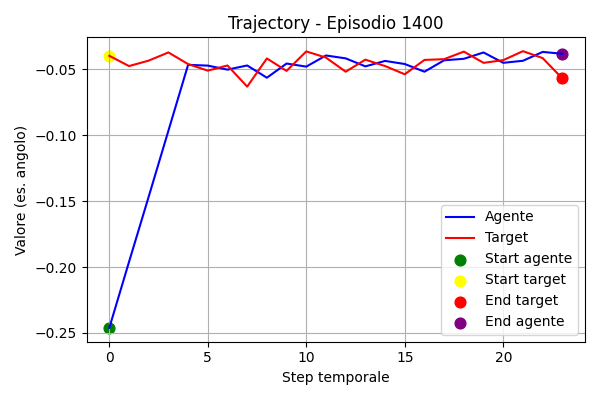 Trajectory - Episodio 1400
Valore (es. angolo)
−0.05
−0.10
−0.15
−0.20
−0.25
0
5
10
15
20
Step temporale
Agente
Target
Start agente
Start target
End target
End agente